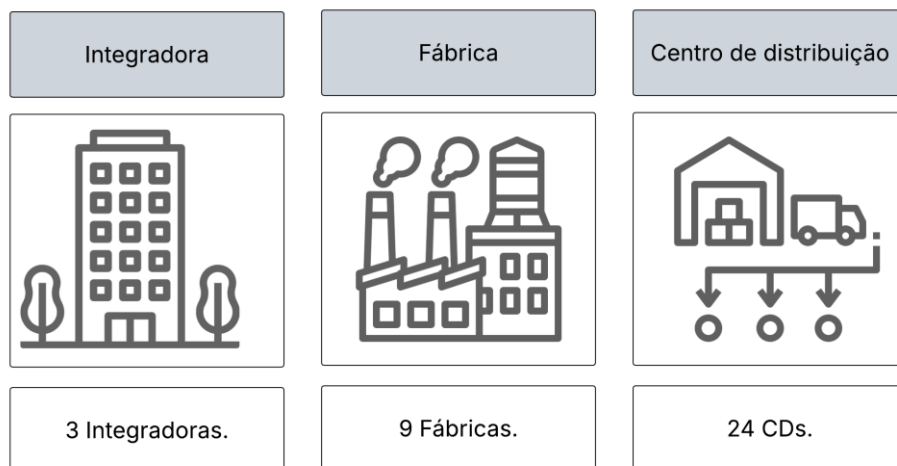 Integradora
Fábrica
Centro de distribuição
3 Integradoras.
9 Fábricas.
24 CDs.